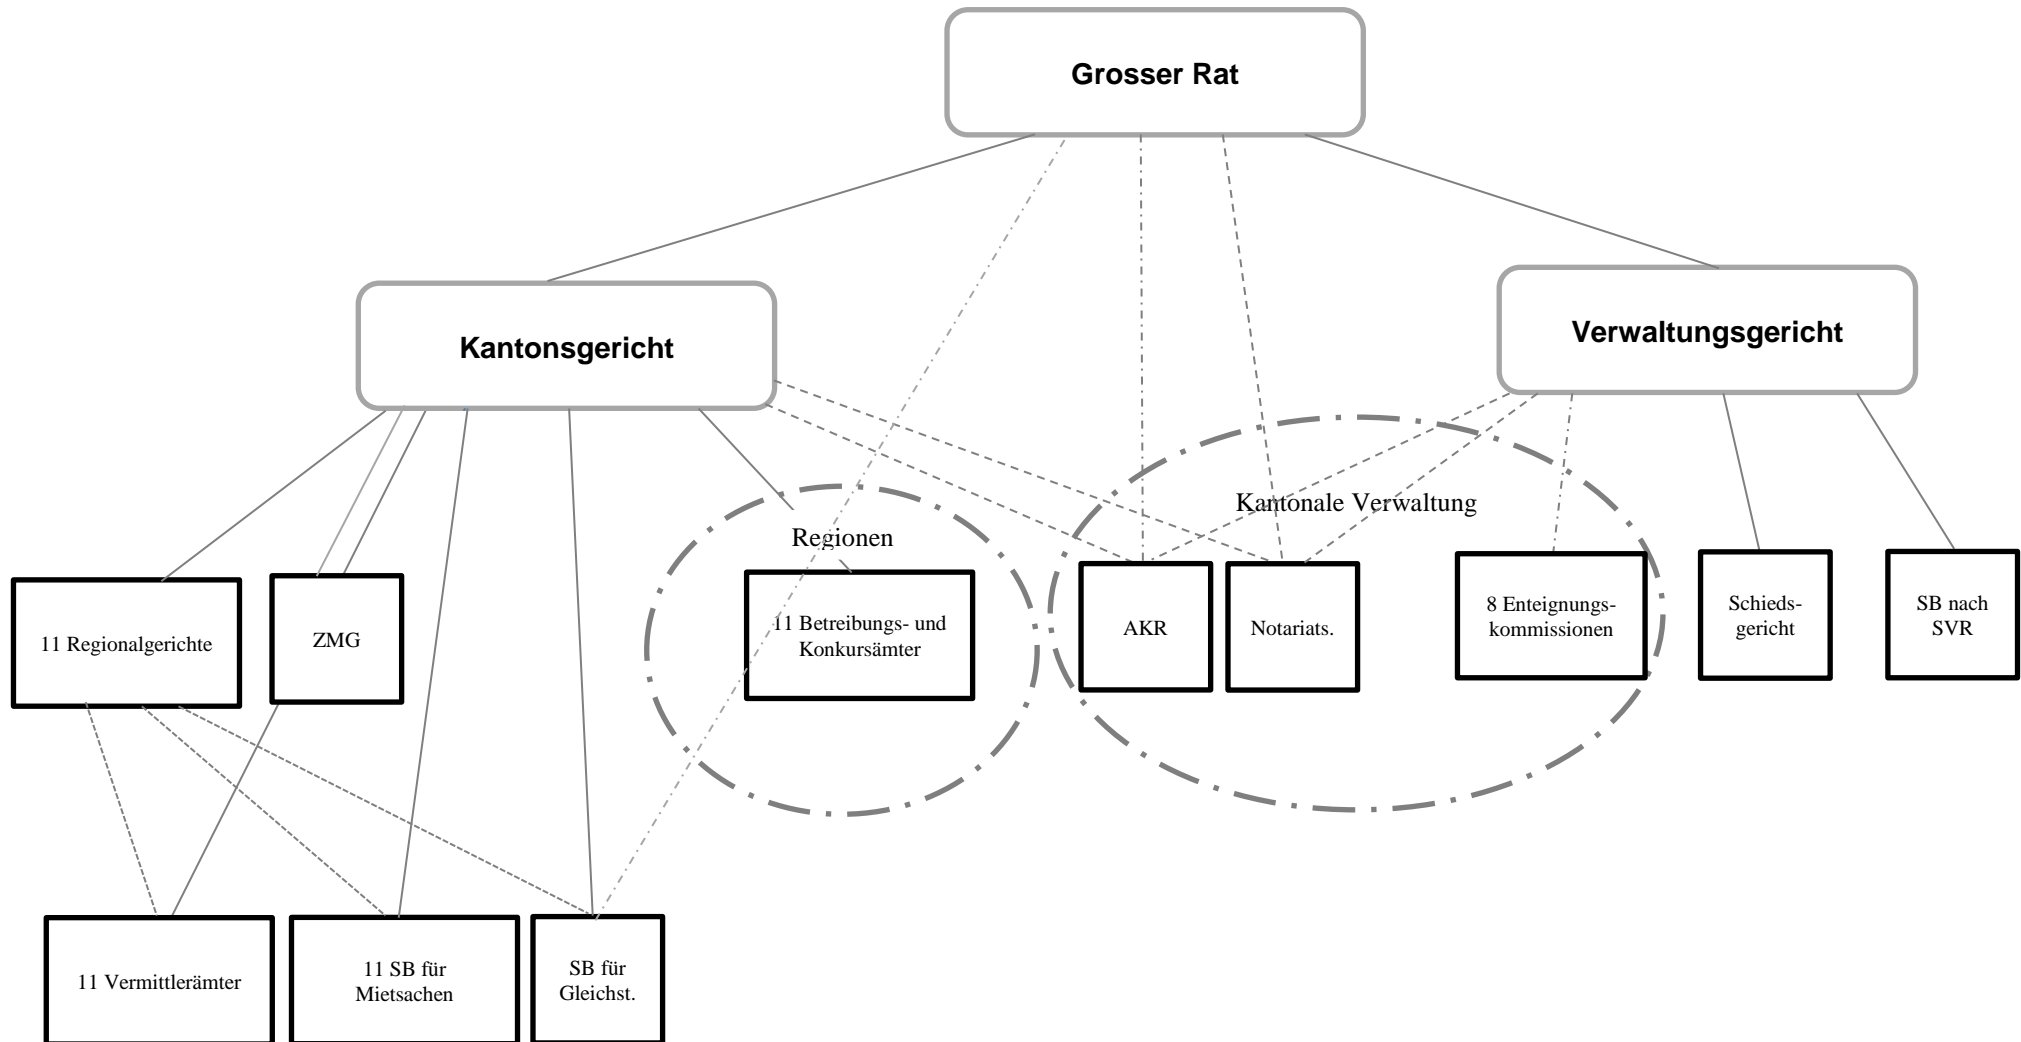 Grosser Rat
Kantonsgericht
Verwaltungsgericht
Kantonale Verwaltung
Regionen
11 Regionalgerichte
ZMG
11 Betreibungs- und
Konkursämter
AKR
Notariats.
8 Enteignungs-
kommissionen
Schieds-
gericht
SB nach
SVR
11 Vermittlerämter
11 SB für
Mietsachen
SB für
Gleichst.